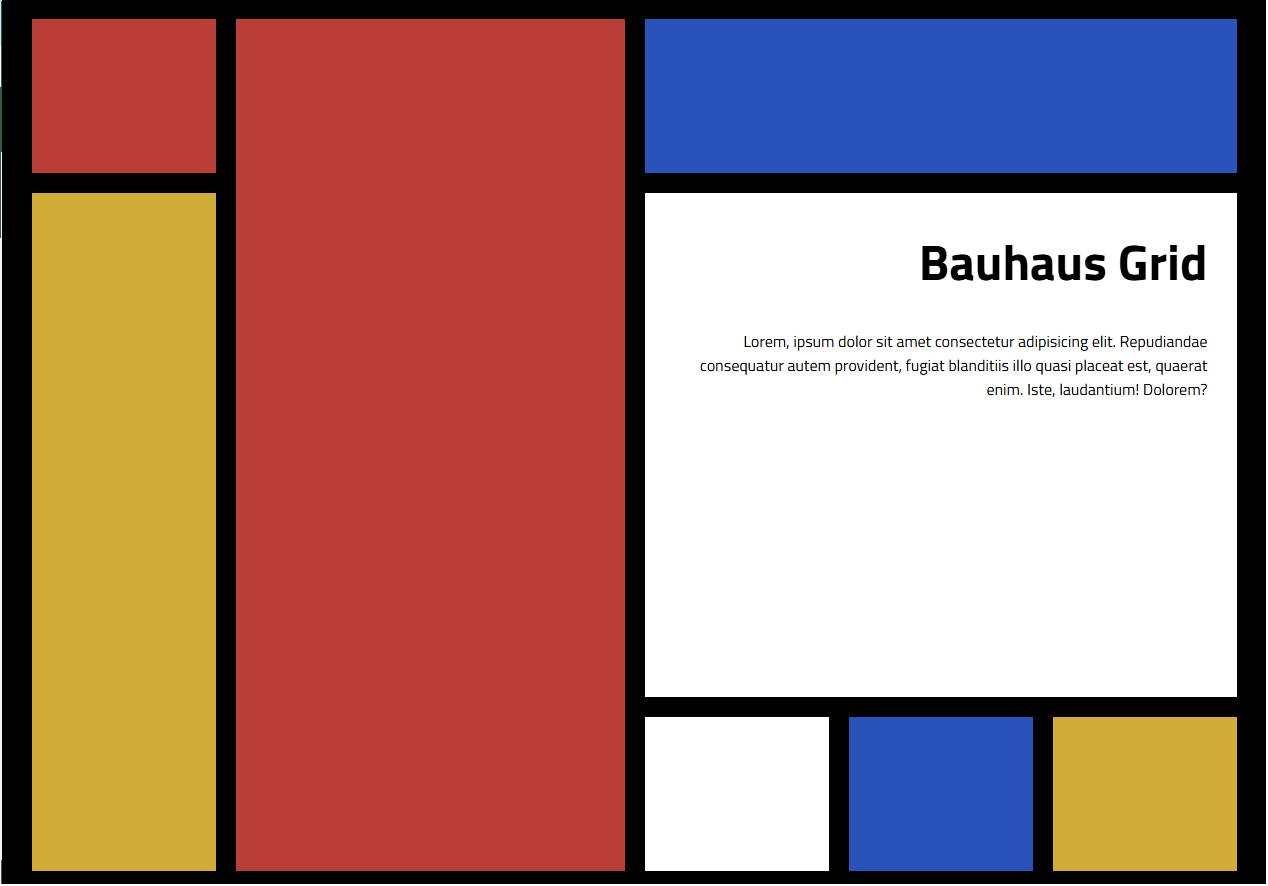 Bauhaus Grid
Lorem, ipsum dolor sit amet consectetur adipisicing elit. Repudiandae
consequatur autem provident, fugiat blanditiis illo quasi placeat est, quaerat
enim. Iste, laudantium! Dolorem?